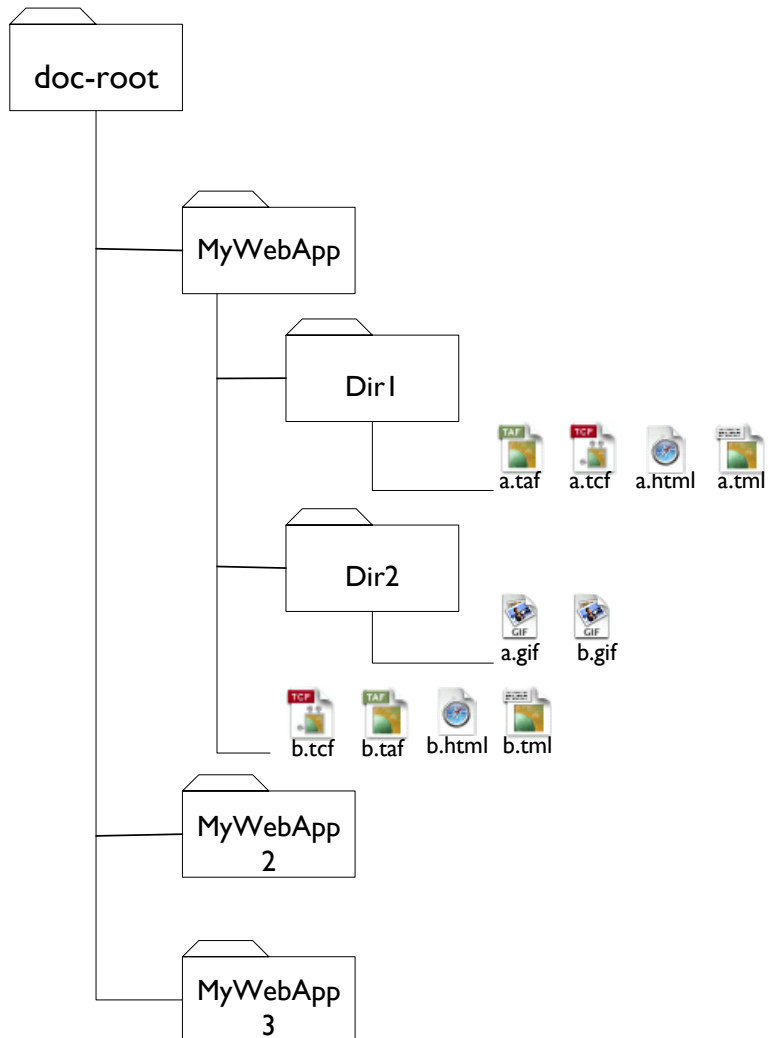 doc-root
MyWebApp
Dir1
TAF
TCF
a.taf
a.tcf
a.html
a.tml
Dir2
GIF
GIF
a.gif
b.gif
TCF
TAF
b.tcf
b.taf
b.html
b.tml
MyWebApp
2
MyWebApp
3